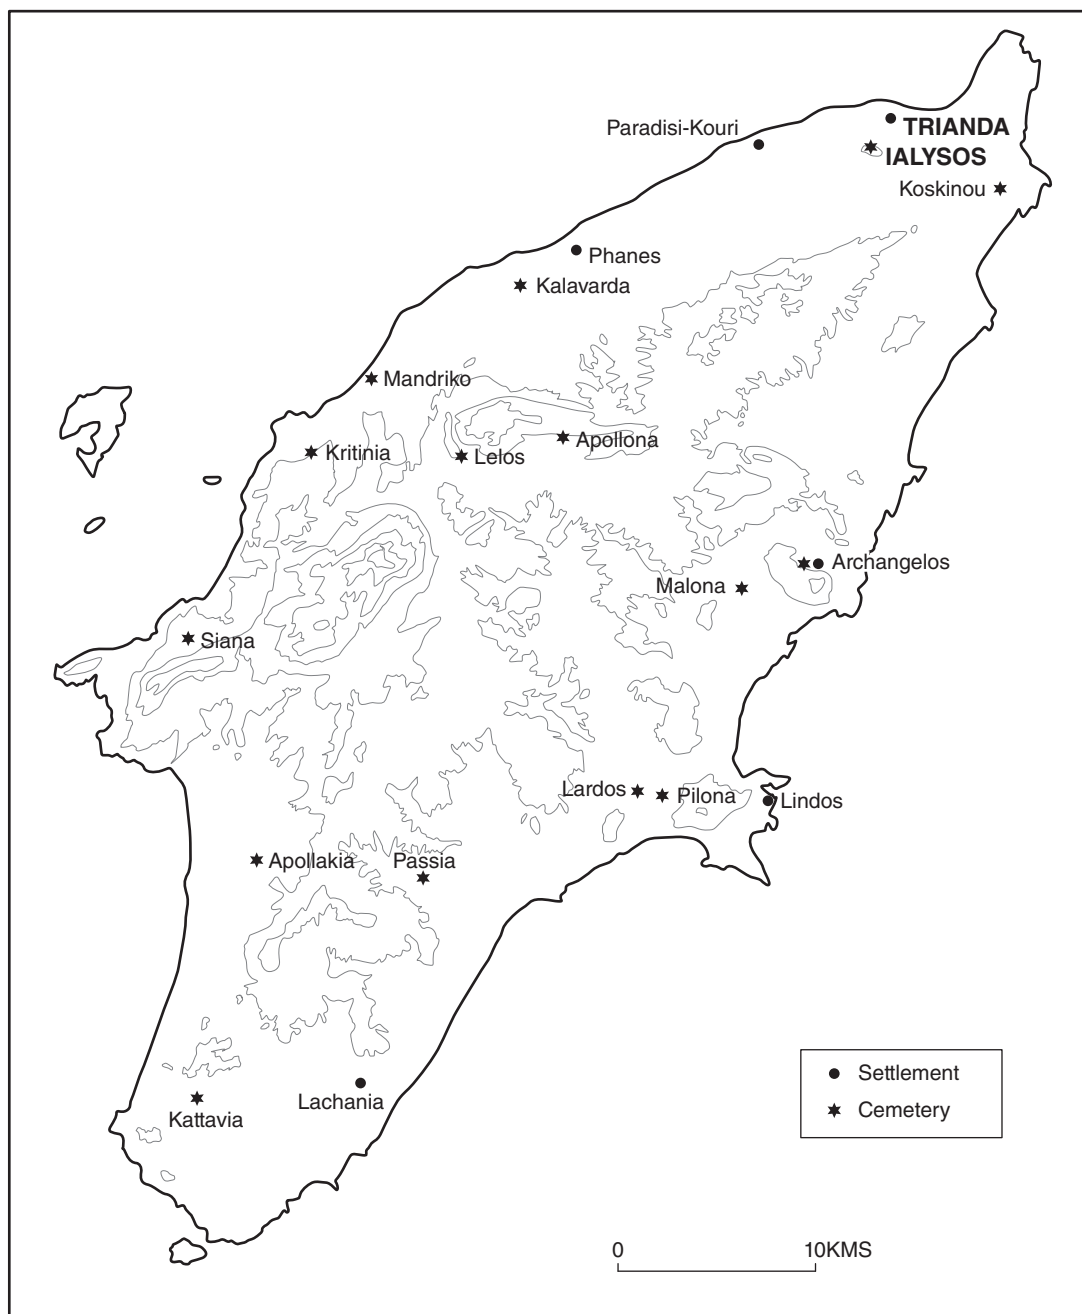 Paradisi-Kouri
TRIANDA
IALYSOS
Koskinou
Phanes
Kalavarda
Mandriko
Apollona
Kritinia
Lelos
Archangelos
Malona
Siana
Lardos
Pilona
Lindos
Apollakia
Passia
Lachania
Kattavia
Settlement
Cemetery
0 10KMS